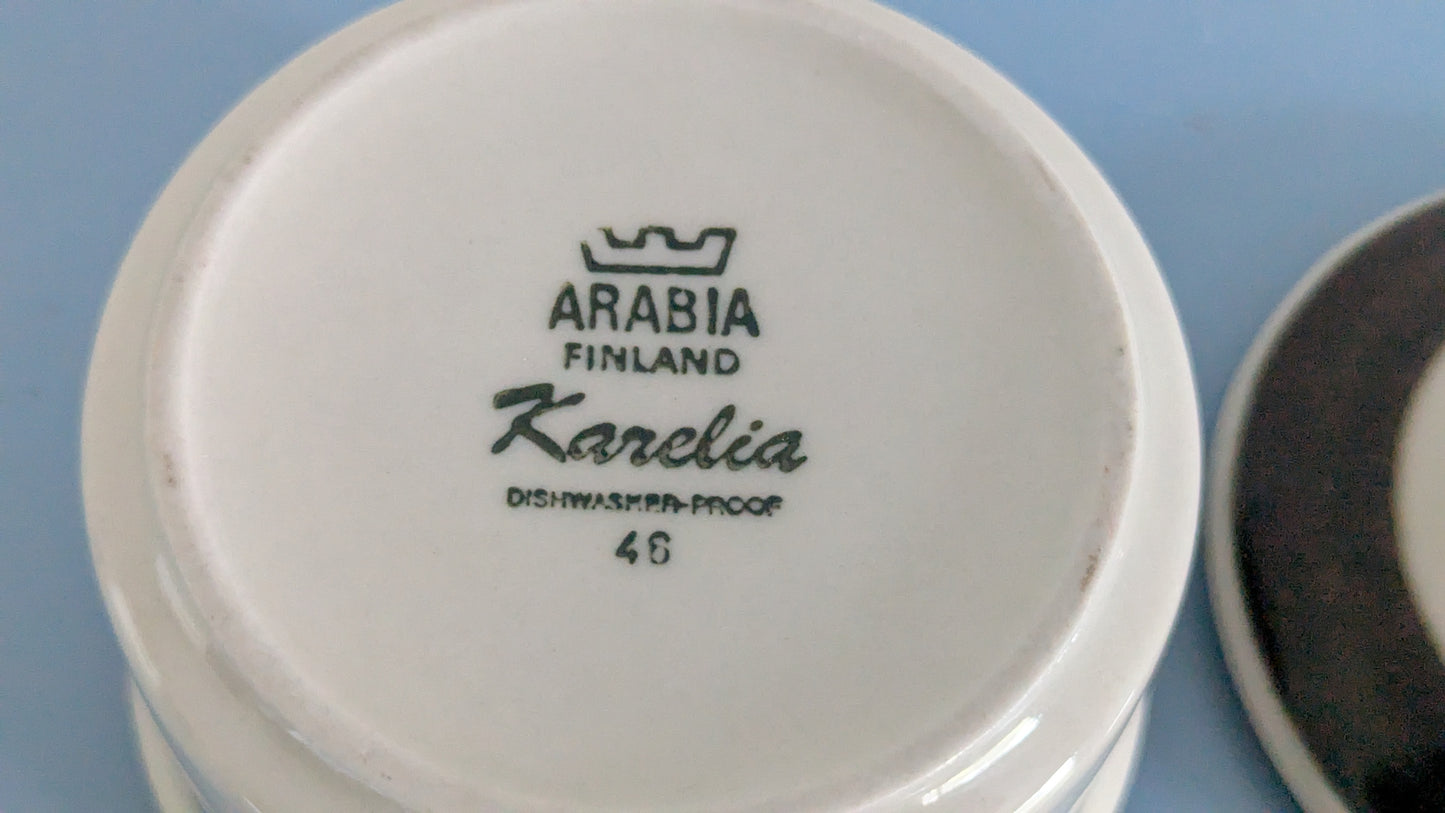 ARABIA
FINLAND
Karelia
DISHWASHER-PROOF
46